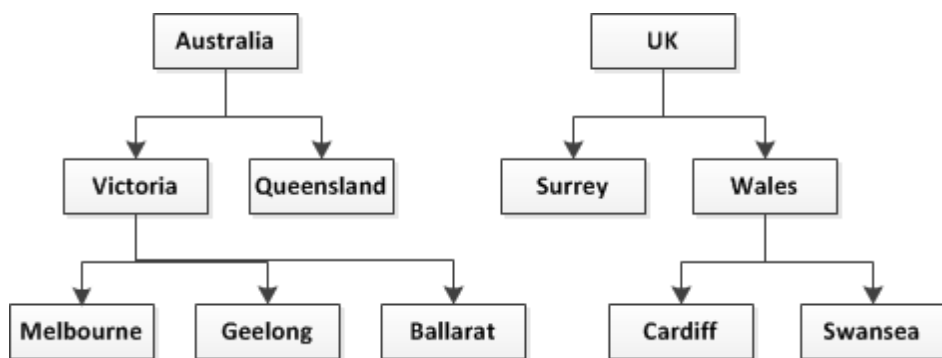 Australia
UK
Victoria
Queensland
Surrey
Wales
Melbourne
Geelong
Ballarat
Cardiff
Swansea